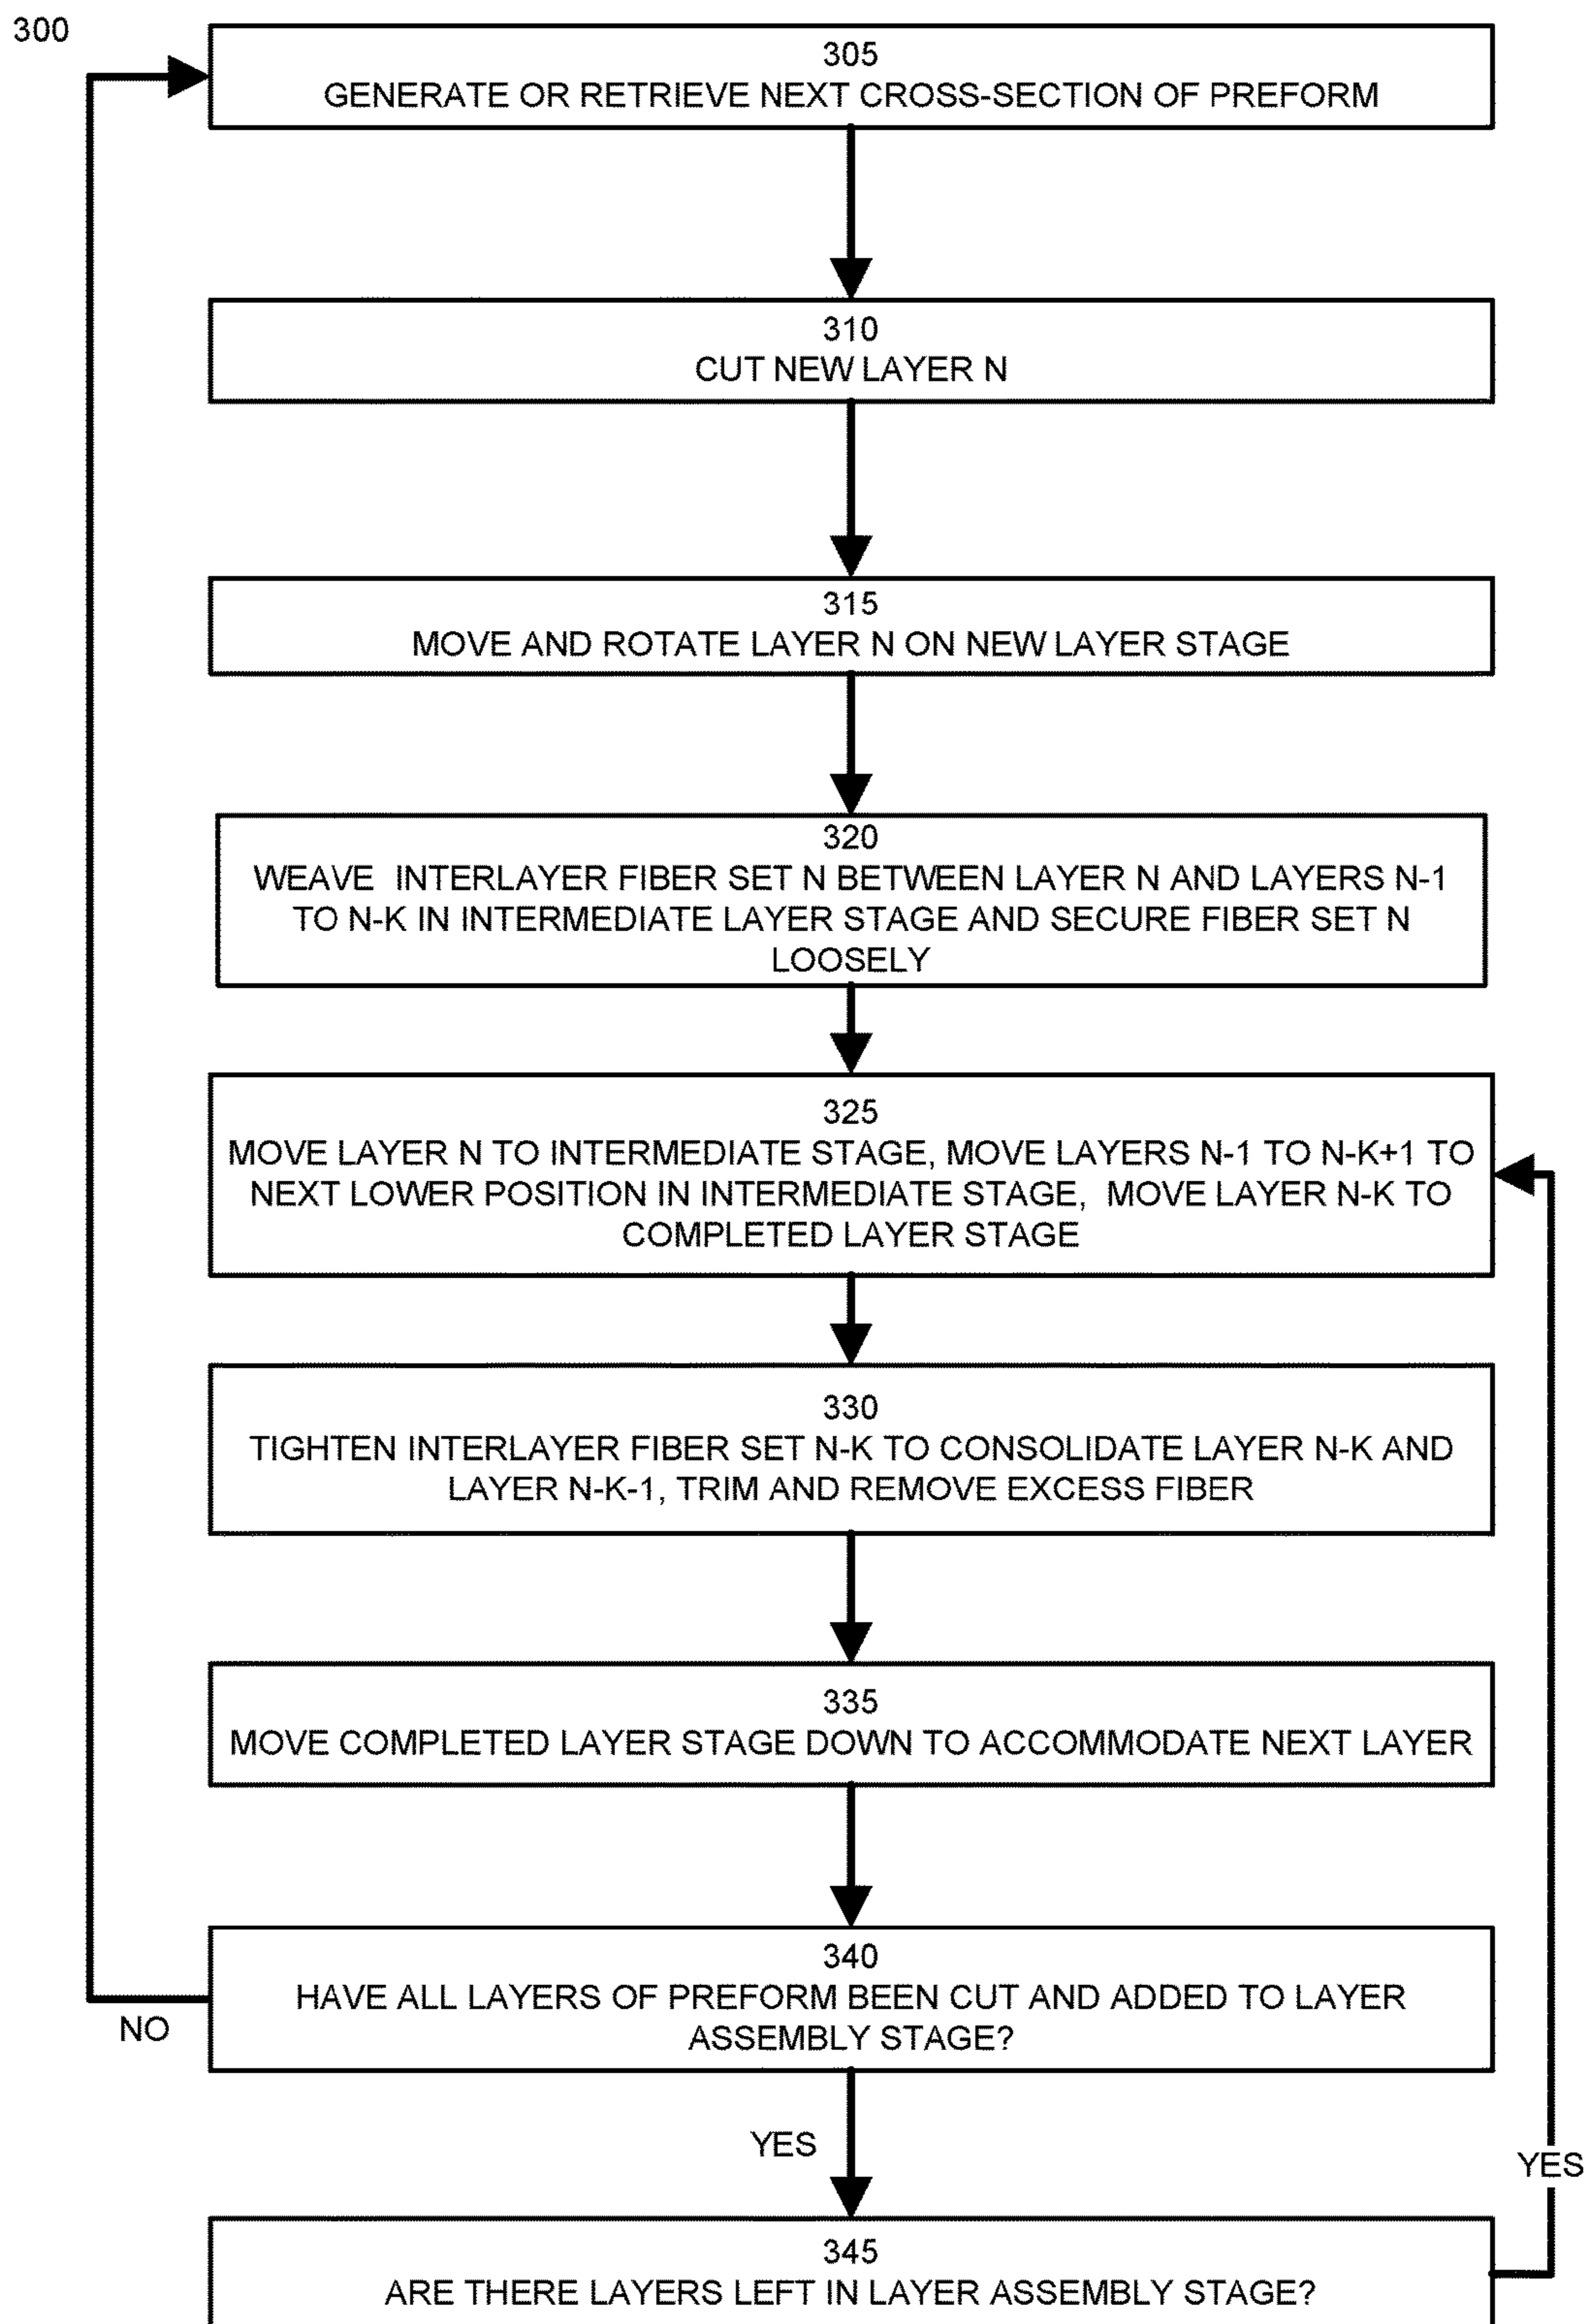 300
305
GENERATE OR RETRIEVE NEXT CROSS-SECTION OF PREFORM
310
CUT NEW LAYER N
315
MOVE AND ROTATE LAYER N ON NEW LAYER STAGE
320
WEAVE INTERLAYER FIBER SET N BETWEEN LAYER N AND LAYERS N-1
TO N-K IN INTERMEDIATE LAYER STAGE AND SECURE FIBER SET N
LOOSELY
325
MOVE LAYER N TO INTERMEDIATE STAGE, MOVE LAYERS N-1 TO N-K+1 TO
NEXT LOWER POSITION IN INTERMEDIATE STAGE, MOVE LAYER N-K TO
COMPLETED LAYER STAGE
330
TIGHTEN INTERLAYER FIBER SET N-K TO CONSOLIDATE LAYER N-K AND
LAYER N-K-1, TRIM AND REMOVE EXCESS FIBER
335
MOVE COMPLETED LAYER STAGE DOWN TO ACCOMMODATE NEXT LAYER
340
HAVE ALL LAYERS OF PREFORM BEEN CUT AND ADDED TO LAYER
ASSEMBLY STAGE?
NO
YES
YES
345
ARE THERE LAYERS LEFT IN LAYER ASSEMBLY STAGE?